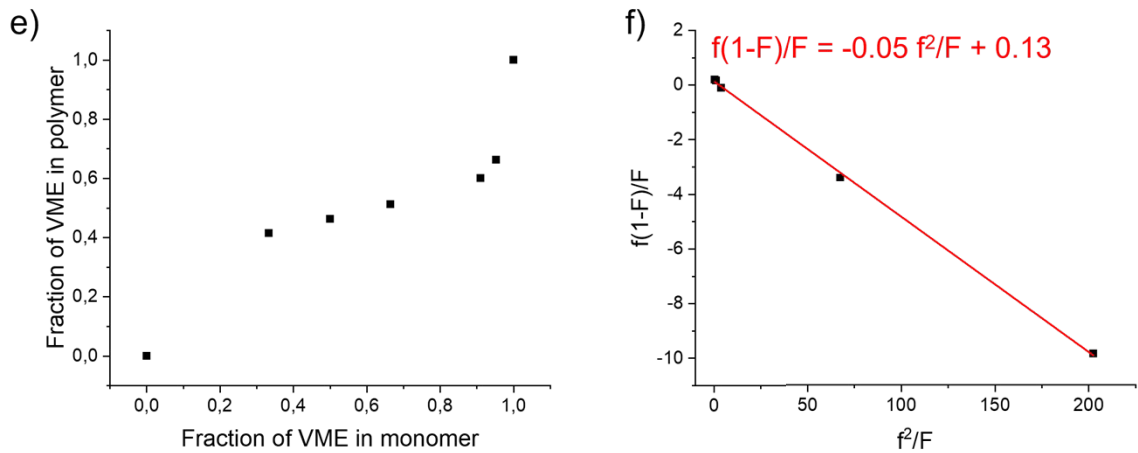 e)
Fraction of VME in polymer
1,0
0,8
0,6
0,4
0,2
0,0
0,0 0,2 0,4 0,6 0,8 1,0
Fraction of VME in monomer
f)
f(1-F)/F = -0.05 f²/F + 0.13
f(1-F)/F
2
0
-2
-4
-6
-8
-10
0 50 100 150 200
f²/F